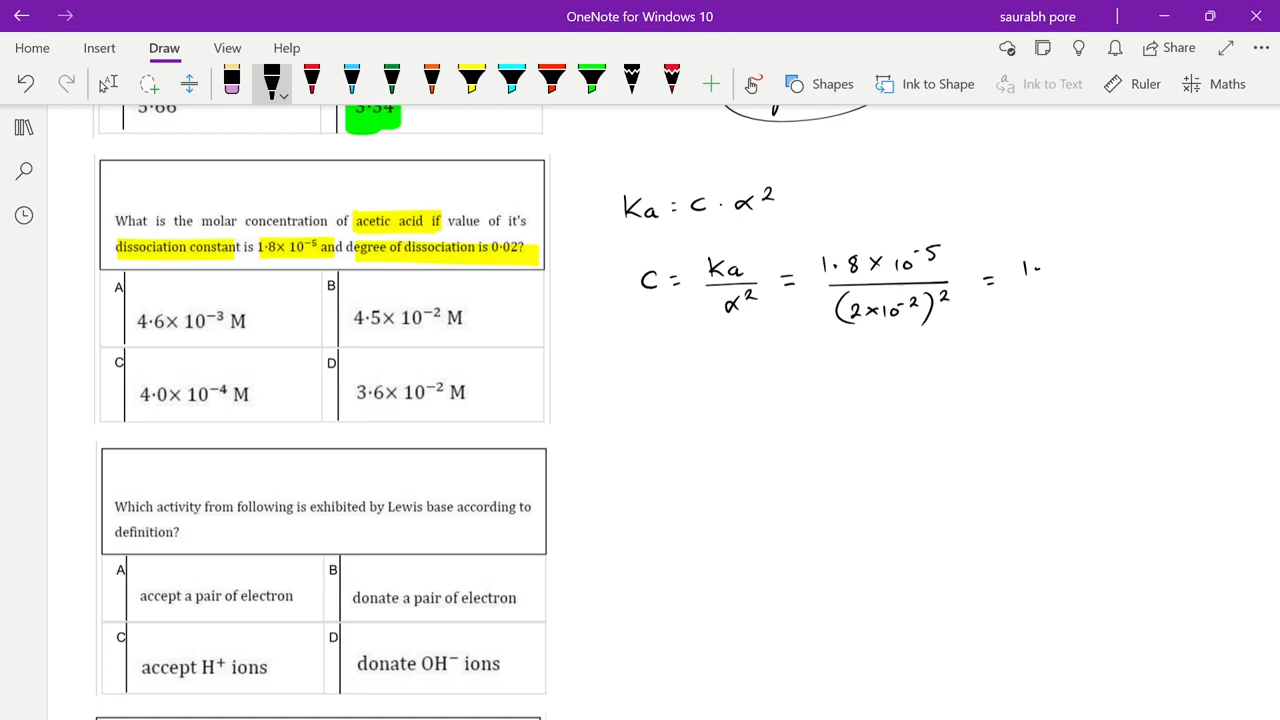 OneNote for Windows 10
saurabh pore
Home Insert Draw View Help
Share
Shapes
Ink to Shape
Ink to Text
Ruler
Maths
3·66
3·34
What is the molar concentration of acetic acid if value of it's
dissociation constant is 1·8× 10⁻⁵ and degree of dissociation is 0·02?
A
4·6× 10⁻³ M
B
4·5× 10⁻² M
C
4·0× 10⁻⁴ M
D
3·6× 10⁻² M
Ka = C · α²
C = Ka / α² = 1.8 × 10⁻⁵ / (2×10⁻²)² = 1.
Which activity from following is exhibited by Lewis base according to
definition?
A
accept a pair of electron
B
donate a pair of electron
C
accept H⁺ ions
D
donate OH⁻ ions